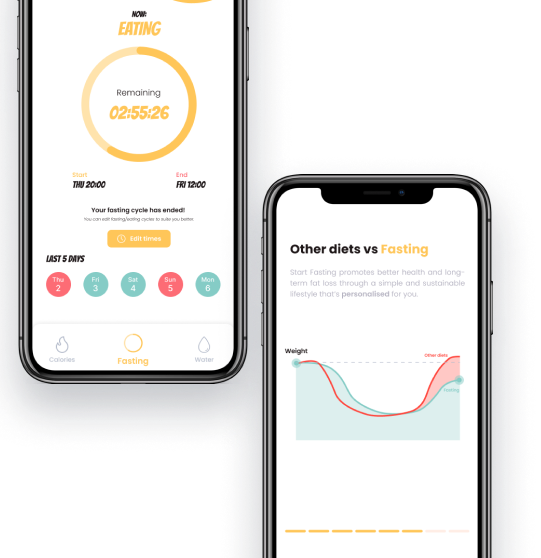 NOW:
EATING
Remaining
02:55:26
Start
End
THU 20:00
FRI 12:00
Your fasting cycle has ended!
You can edit fasting/eating cycles to suite you better.
Edit times
LAST 5 DAYS
Thu
2
Fri
3
Sat
4
Sun
5
Mon
6
Calories
Fasting
Water
Other diets vs Fasting
Start Fasting promotes better health and long-
term fat loss through a simple and sustainable
lifestyle that's personalised for you.
Weight
Other diets
Fasting